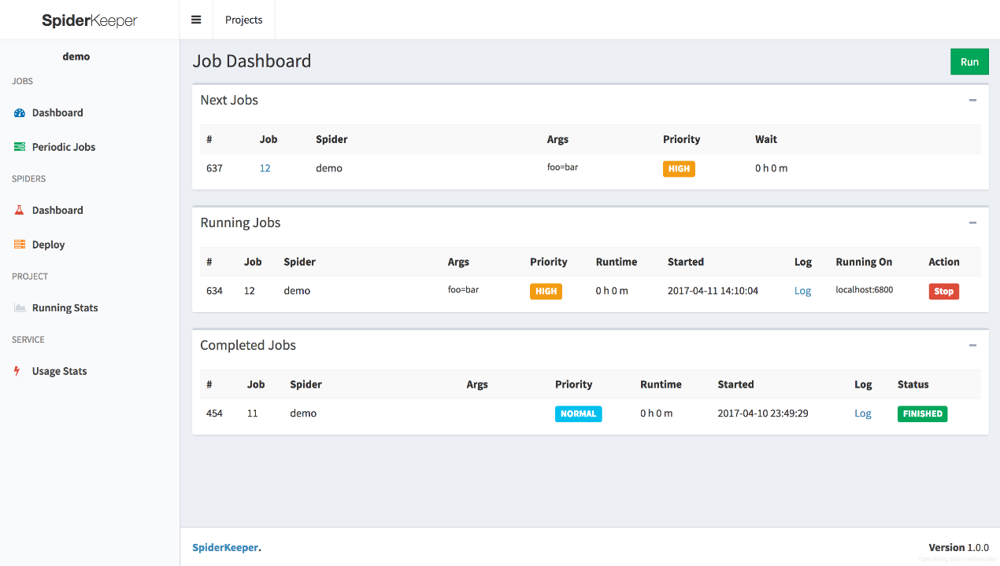 SpiderKeeper
Projects
demo
JOBS
Dashboard
Periodic Jobs
SPIDERS
Dashboard
Deploy
PROJECT
Running Stats
SERVICE
Usage Stats
Job Dashboard
Run
Next Jobs
# Job Spider Args Priority Wait
637 12 demo foo=bar HIGH 0 h 0 m
Running Jobs
# Job Spider Args Priority Runtime Started Log Running On Action
634 12 demo foo=bar HIGH 0 h 0 m 2017-04-11 14:10:04 Log localhost:6800 Stop
Completed Jobs
# Job Spider Args Priority Runtime Started Log Status
454 11 demo NORMAL 0 h 0 m 2017-04-10 23:49:29 Log FINISHED
SpiderKeeper.
Version 1.0.0